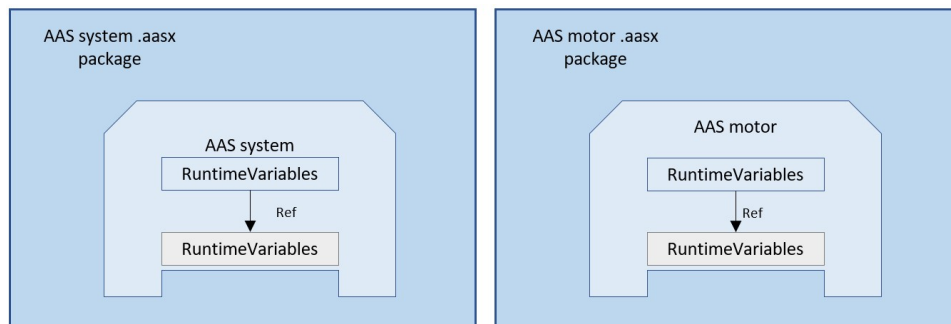 AAS system .aasx
package
AAS system
RuntimeVariables
Ref
RuntimeVariables
AAS motor .aasx
package
AAS motor
RuntimeVariables
Ref
RuntimeVariables